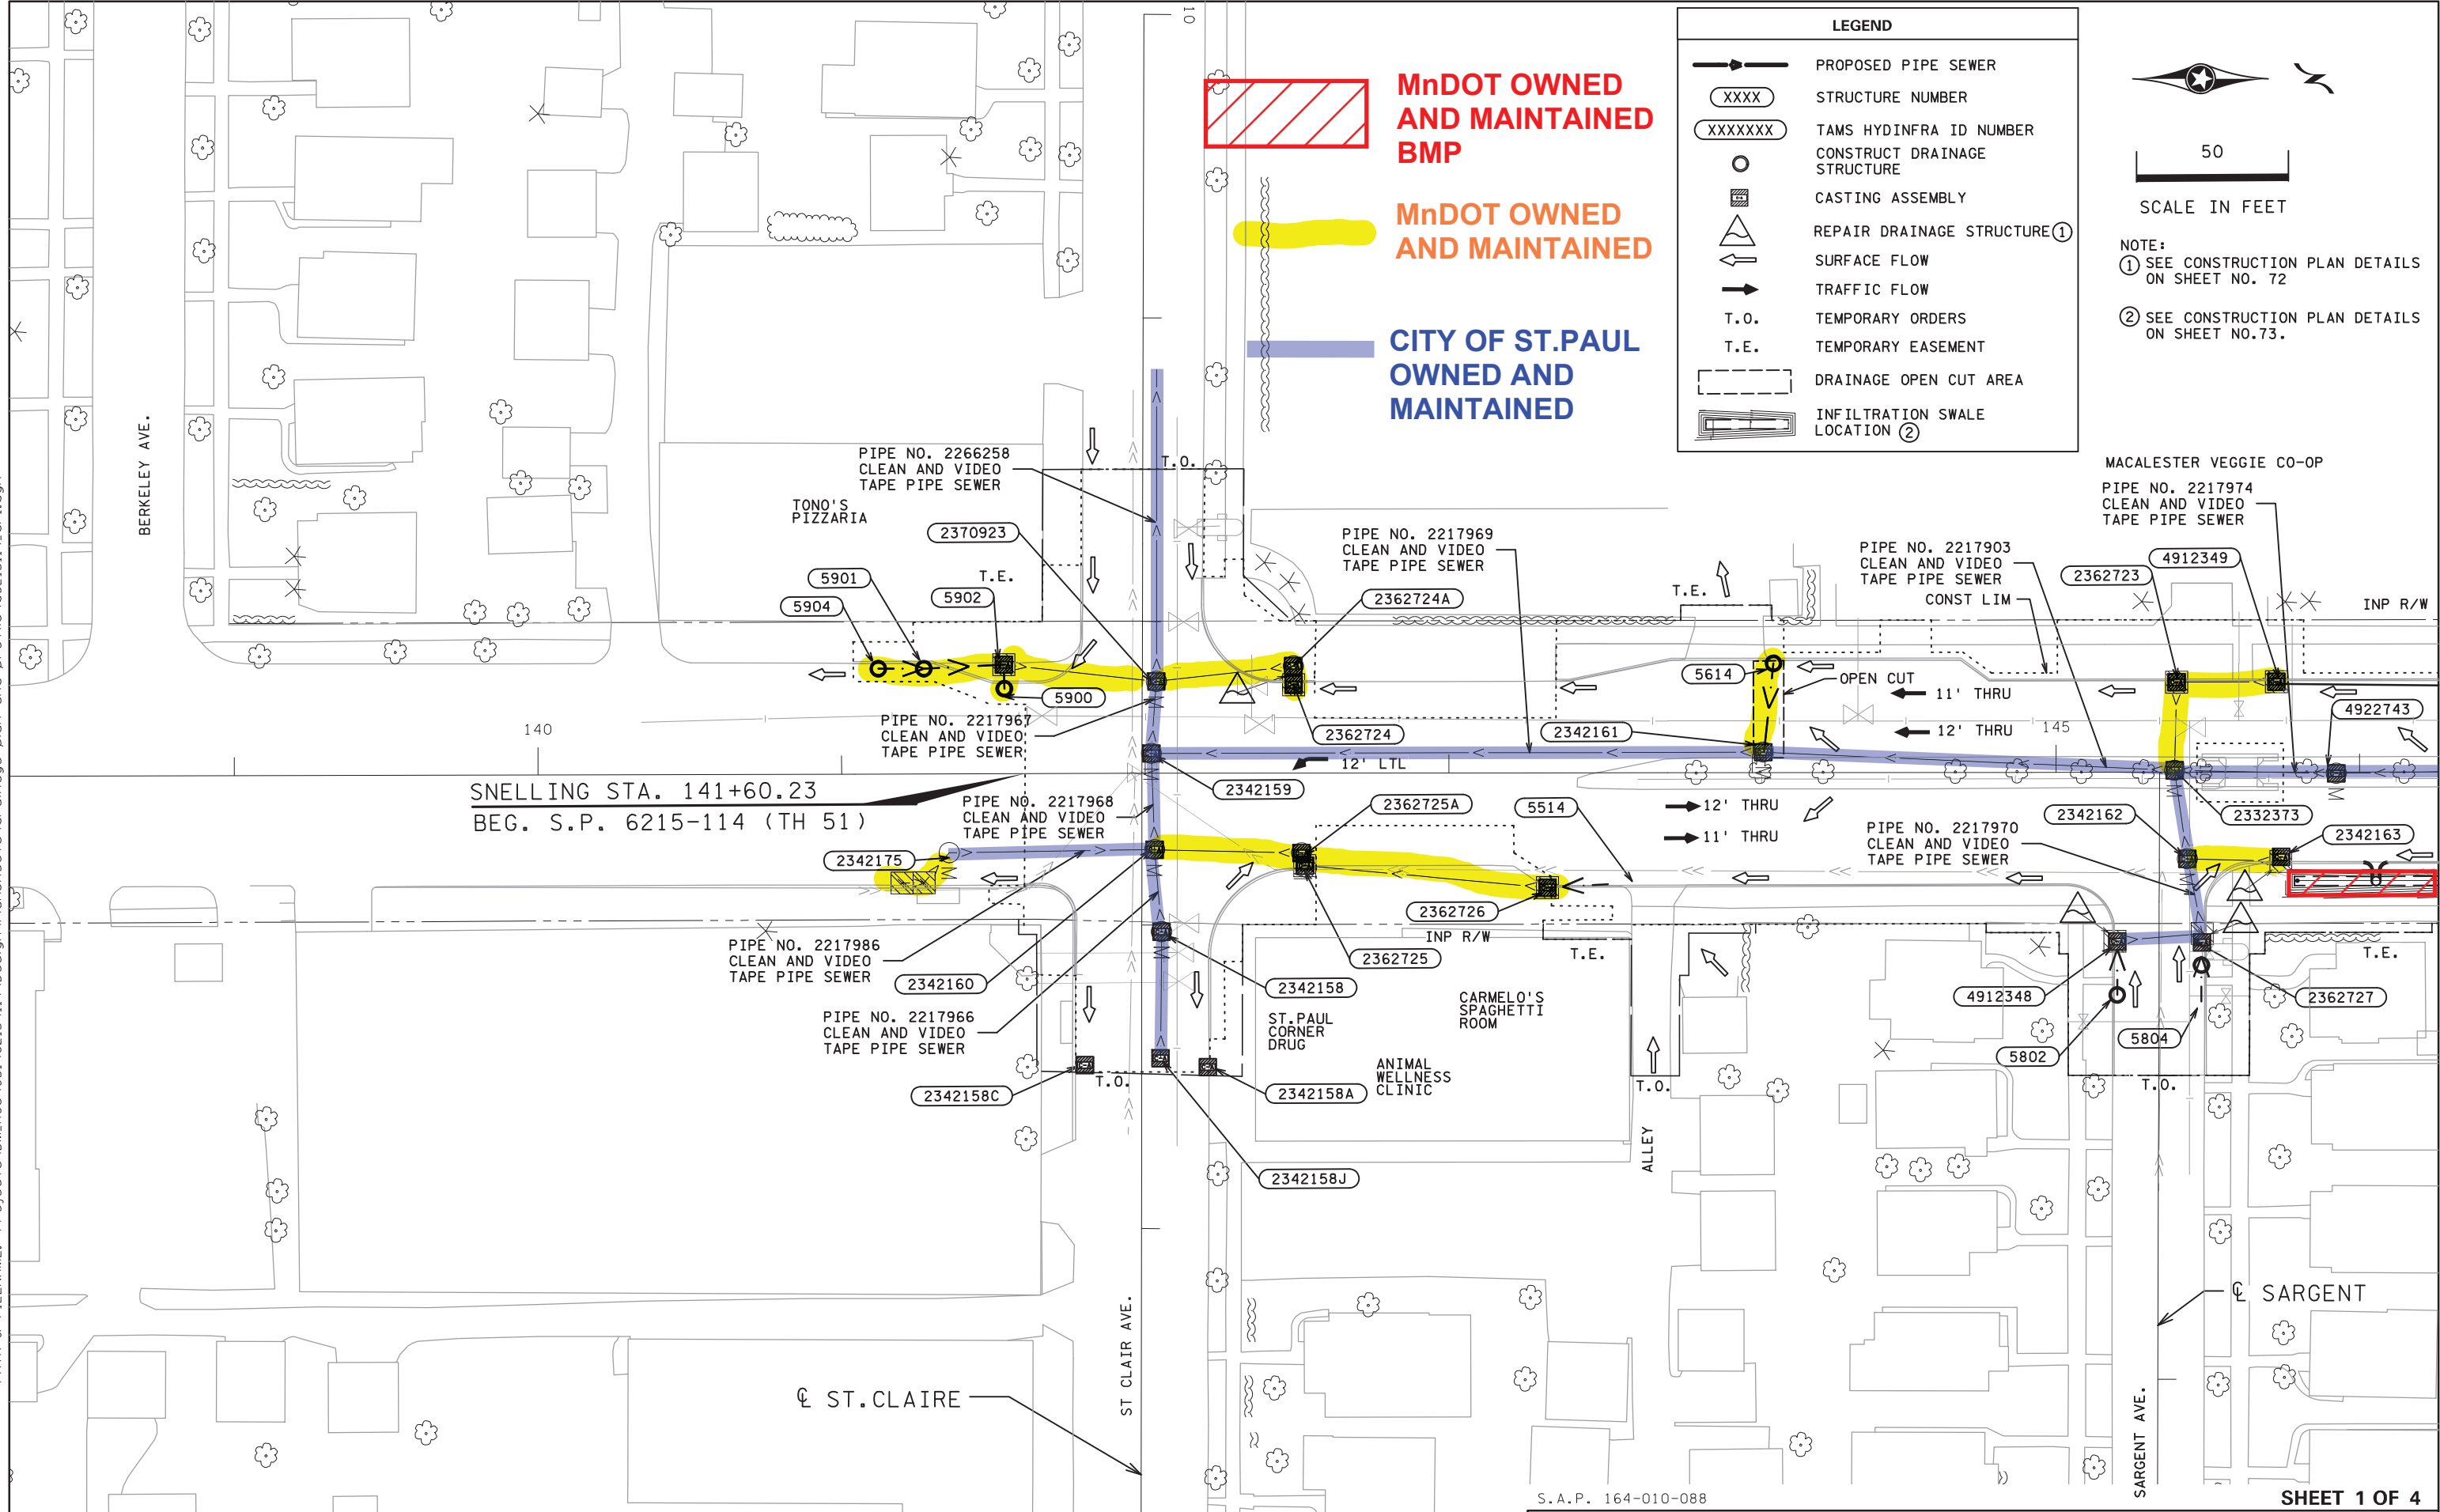 10
LEGEND
PROPOSED PIPE SEWER
XXXX
STRUCTURE NUMBER
XXXXXXX
TAMS HYDINFRA ID NUMBER
CONSTRUCT DRAINAGE
STRUCTURE
CASTING ASSEMBLY
REPAIR DRAINAGE STRUCTURE 1
SURFACE FLOW
TRAFFIC FLOW
T.O.
TEMPORARY ORDERS
T.E.
TEMPORARY EASEMENT
DRAINAGE OPEN CUT AREA
INFILTRATION SWALE
LOCATION 2
50
SCALE IN FEET
NOTE:
1 SEE CONSTRUCTION PLAN DETAILS
ON SHEET NO. 72
2 SEE CONSTRUCTION PLAN DETAILS
ON SHEET NO.73.
MnDOT OWNED
AND MAINTAINED
BMP
MnDOT OWNED
AND MAINTAINED
CITY OF ST.PAUL
OWNED AND
MAINTAINED
BERKELEY AVE.
PIPE NO. 2266258
CLEAN AND VIDEO
TAPE PIPE SEWER
T.O.
TONO'S
PIZZARIA
2370923
5901
5904
5902
T.E.
5900
PIPE NO. 2217967
CLEAN AND VIDEO
TAPE PIPE SEWER
PIPE NO. 2217969
CLEAN AND VIDEO
TAPE PIPE SEWER
2362724A
2362724
T.E.
5614
OPEN CUT
2342161
PIPE NO. 2217903
CLEAN AND VIDEO
TAPE PIPE SEWER
CONST LIM
MACALESTER VEGGIE CO-OP
PIPE NO. 2217974
CLEAN AND VIDEO
TAPE PIPE SEWER
4912349
2362723
INP R/W
4922743
11' THRU
12' THRU
145
140
12' LTL
SNELLING STA. 141+60.23
BEG. S.P. 6215-114 (TH 51)
2342159
PIPE NO. 2217968
CLEAN AND VIDEO
TAPE PIPE SEWER
2342175
2362725A
5514
12' THRU
11' THRU
PIPE NO. 2217970
CLEAN AND VIDEO
TAPE PIPE SEWER
2342162
2332373
2342163
2362726
INP R/W
2362725
T.E.
PIPE NO. 2217986
CLEAN AND VIDEO
TAPE PIPE SEWER
2342160
PIPE NO. 2217966
CLEAN AND VIDEO
TAPE PIPE SEWER
2342158
ST.PAUL
CORNER
DRUG
CARMELO'S
SPAGHETTI
ROOM
ANIMAL
WELLNESS
CLINIC
2342158C
T.O.
2342158A
2342158J
T.O.
ALLEY
4912348
5802
5804
2362727
T.E.
T.O.
℄ SARGENT
℄ ST.CLAIRE
ST CLAIR AVE.
SARGENT AVE.
S.A.P. 164-010-088
SHEET 1 OF 4